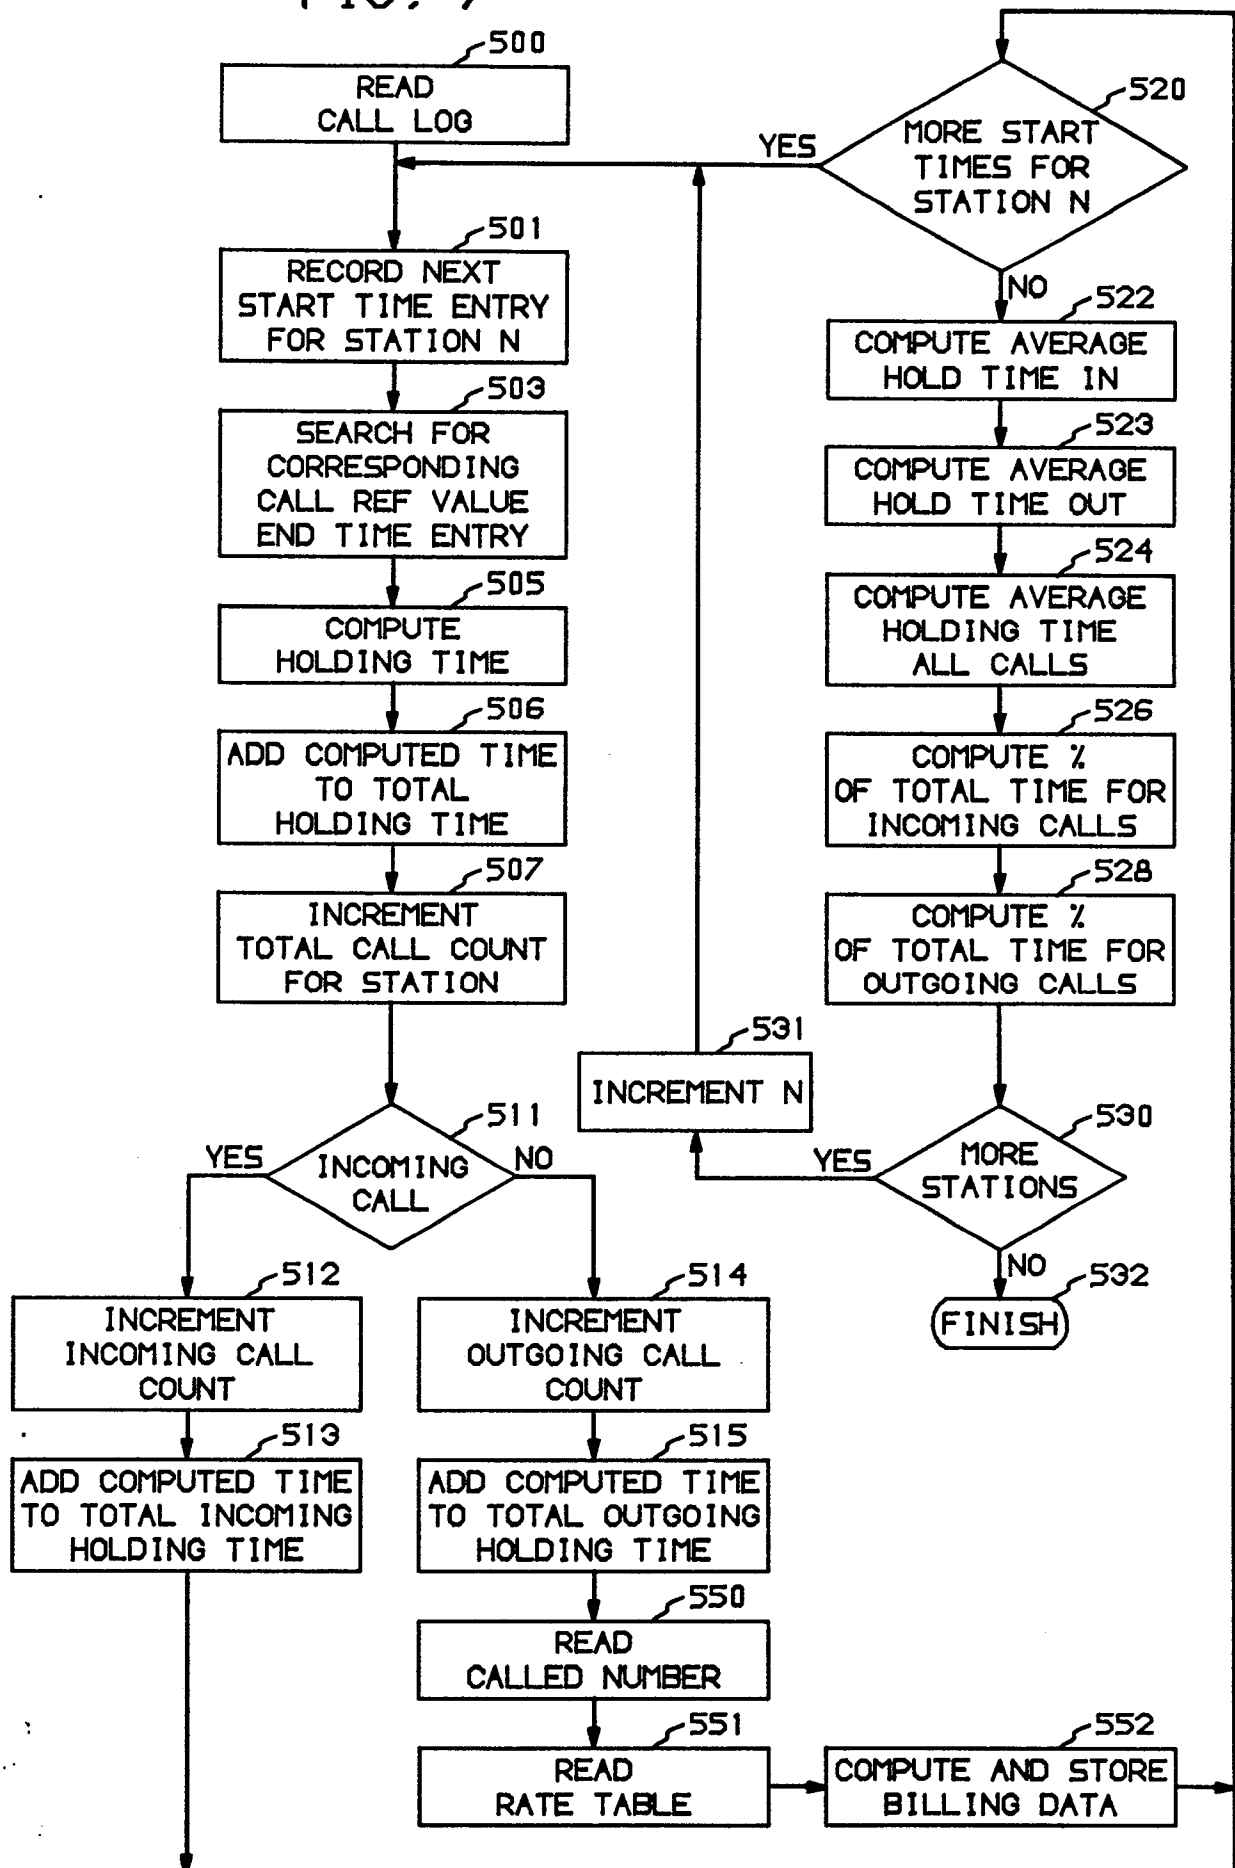 FIG. 7
500
READ
CALL LOG
501
RECORD NEXT
START TIME ENTRY
FOR STATION N
503
SEARCH FOR
CORRESPONDING
CALL REF VALUE
END TIME ENTRY
505
COMPUTE
HOLDING TIME
506
ADD COMPUTED TIME
TO TOTAL
HOLDING TIME
507
INCREMENT
TOTAL CALL COUNT
FOR STATION
511
INCOMING
CALL
YES
NO
512
INCREMENT
INCOMING CALL
COUNT
513
ADD COMPUTED TIME
TO TOTAL INCOMING
HOLDING TIME
514
INCREMENT
OUTGOING CALL
COUNT
515
ADD COMPUTED TIME
TO TOTAL OUTGOING
HOLDING TIME
550
READ
CALLED NUMBER
551
READ
RATE TABLE
552
COMPUTE AND STORE
BILLING DATA
520
MORE START
TIMES FOR
STATION N
YES
NO
522
COMPUTE AVERAGE
HOLD TIME IN
523
COMPUTE AVERAGE
HOLD TIME OUT
524
COMPUTE AVERAGE
HOLDING TIME
ALL CALLS
526
COMPUTE %
OF TOTAL TIME FOR
INCOMING CALLS
528
COMPUTE %
OF TOTAL TIME FOR
OUTGOING CALLS
530
MORE
STATIONS
YES
NO
531
INCREMENT N
532
FINISH